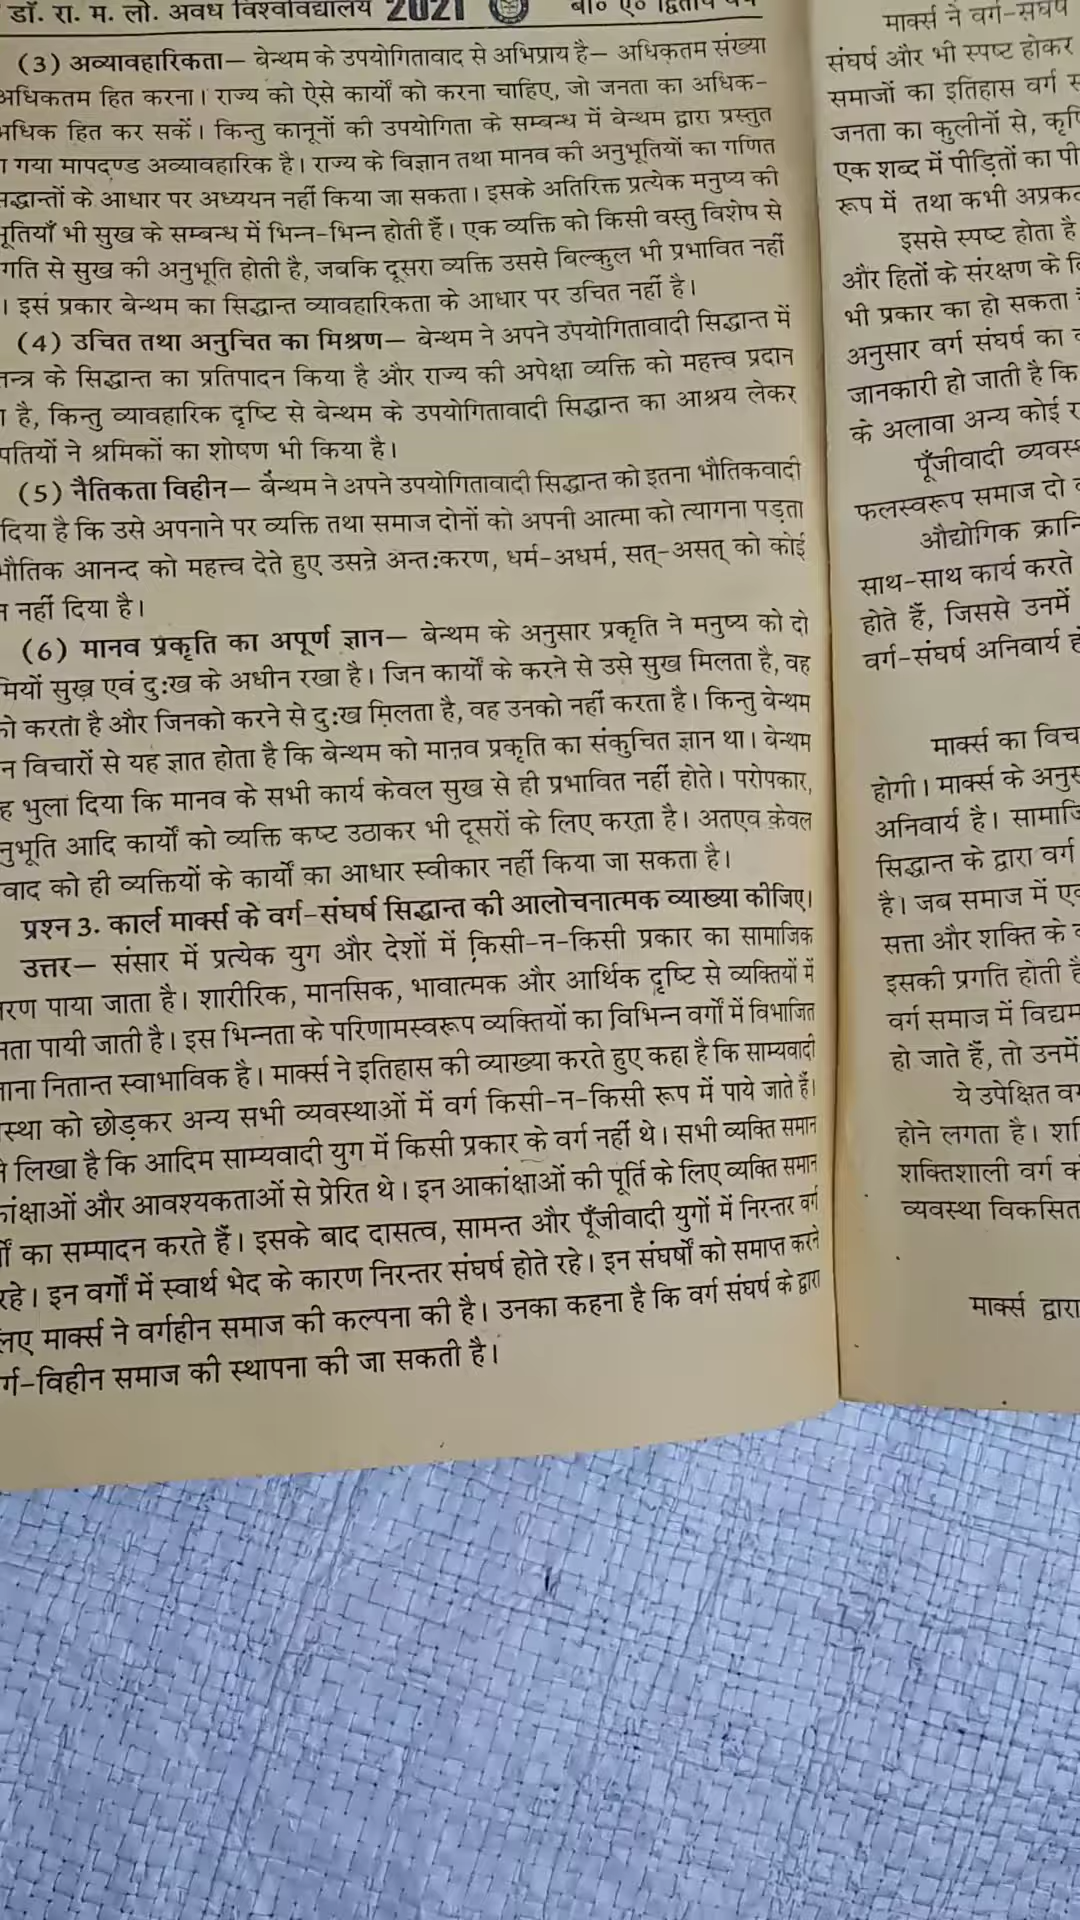 डॉ. रा. म. लो. अवध विश्वविद्यालय 2021 बी० ए० द्वितीय वर्ष
(3) अव्यावहारिकता— बेन्थम के उपयोगितावाद से अभिप्राय है— अधिकतम संख्या
अधिकतम हित करना। राज्य को ऐसे कार्यों को करना चाहिए, जो जनता का अधिक-
अधिक हित कर सकें। किन्तु कानूनों की उपयोगिता के सम्बन्ध में बेन्थम द्वारा प्रस्तुत
गया मापदण्ड अव्यावहारिक है। राज्य के विज्ञान तथा मानव की अनुभूतियों का गणित
सिद्धान्तों के आधार पर अध्ययन नहीं किया जा सकता। इसके अतिरिक्त प्रत्येक मनुष्य की
भूतियाँ भी सुख के सम्बन्ध में भिन्न-भिन्न होती हैं। एक व्यक्ति को किसी वस्तु विशेष से
गति से सुख की अनुभूति होती है, जबकि दूसरा व्यक्ति उससे बिल्कुल भी प्रभावित नहीं
। इस प्रकार बेन्थम का सिद्धान्त व्यावहारिकता के आधार पर उचित नहीं है।
(4) उचित तथा अनुचित का मिश्रण— बेन्थम ने अपने उपयोगितावादी सिद्धान्त में
तन्त्र के सिद्धान्त का प्रतिपादन किया है और राज्य की अपेक्षा व्यक्ति को महत्त्व प्रदान
है, किन्तु व्यावहारिक दृष्टि से बेन्थम के उपयोगितावादी सिद्धान्त का आश्रय लेकर
पतियों ने श्रमिकों का शोषण भी किया है।
(5) नैतिकता विहीन— बेन्थम ने अपने उपयोगितावादी सिद्धान्त को इतना भौतिकवादी
दिया है कि उसे अपनाने पर व्यक्ति तथा समाज दोनों को अपनी आत्मा को त्यागना पड़ता
भौतिक आनन्द को महत्त्व देते हुए उसने अन्तःकरण, धर्म-अधर्म, सत्-असत् को कोई
न नहीं दिया है।
(6) मानव प्रकृति का अपूर्ण ज्ञान— बेन्थम के अनुसार प्रकृति ने मनुष्य को दो
मियों सुख एवं दुःख के अधीन रखा है। जिन कार्यों के करने से उसे सुख मिलता है, वह
को करता है और जिनको करने से दुःख मिलता है, वह उनको नहीं करता है। किन्तु बेन्थम
न विचारों से यह ज्ञात होता है कि बेन्थम को मानव प्रकृति का संकुचित ज्ञान था। बेन्थम
ह भुला दिया कि मानव के सभी कार्य केवल सुख से ही प्रभावित नहीं होते। परोपकार,
नुभूति आदि कार्यों को व्यक्ति कष्ट उठाकर भी दूसरों के लिए करता है। अतएव केवल
वाद को ही व्यक्तियों के कार्यों का आधार स्वीकार नहीं किया जा सकता है।
प्रश्न 3. कार्ल मार्क्स के वर्ग-संघर्ष सिद्धान्त की आलोचनात्मक व्याख्या कीजिए।
उत्तर— संसार में प्रत्येक युग और देशों में किसी-न-किसी प्रकार का सामाजिक
रण पाया जाता है। शारीरिक, मानसिक, भावात्मक और आर्थिक दृष्टि से व्यक्तियों में
नता पायी जाती है। इस भिन्नता के परिणामस्वरूप व्यक्तियों का विभिन्न वर्गों में विभाजित
जाना नितान्त स्वाभाविक है। मार्क्स ने इतिहास की व्याख्या करते हुए कहा है कि साम्यवादी
स्था को छोड़कर अन्य सभी व्यवस्थाओं में वर्ग किसी-न-किसी रूप में पाये जाते हैं।
ने लिखा है कि आदिम साम्यवादी युग में किसी प्रकार के वर्ग नहीं थे। सभी व्यक्ति समान
कांक्षाओं और आवश्यकताओं से प्रेरित थे। इन आकांक्षाओं की पूर्ति के लिए व्यक्ति समान
र्यों का सम्पादन करते हैं। इसके बाद दासत्व, सामन्त और पूँजीवादी युगों में निरन्तर वर्ग
रहे। इन वर्गों में स्वार्थ भेद के कारण निरन्तर संघर्ष होते रहे। इन संघर्षों को समाप्त करने
लिए मार्क्स ने वर्गहीन समाज की कल्पना की है। उनका कहना है कि वर्ग संघर्ष के द्वारा
र्ग-विहीन समाज की स्थापना की जा सकती है।
मार्क्स ने वर्ग-संघर्ष
संघर्ष और भी स्पष्ट होकर
समाजों का इतिहास वर्ग
जनता का कुलीनों से,
एक शब्द में पीड़ितों का
रूप में तथा कभी
इससे स्पष्ट होता है
और हितों के संरक्षण के
भी प्रकार का हो सकता
अनुसार वर्ग संघर्ष का
जानकारी हो जाती है कि
के अलावा अन्य कोई
पूँजीवादी
फलस्वरूप समाज दो
औद्योगिक
साथ-साथ कार्य करते
होते हैं, जिससे उनमें
वर्ग-संघर्ष अनिवार्य
मार्क्स का
होगी। मार्क्स के
अनिवार्य है।
सिद्धान्त के द्वारा वर्ग
है। जब समाज में
सत्ता और शक्ति के
इसकी प्रगति होती है
वर्ग समाज में
हो जाते हैं, तो उनमें
ये उपेक्षित
होने लगता है।
शक्तिशाली वर्ग
व्यवस्था विकसित
मार्क्स द्वारा